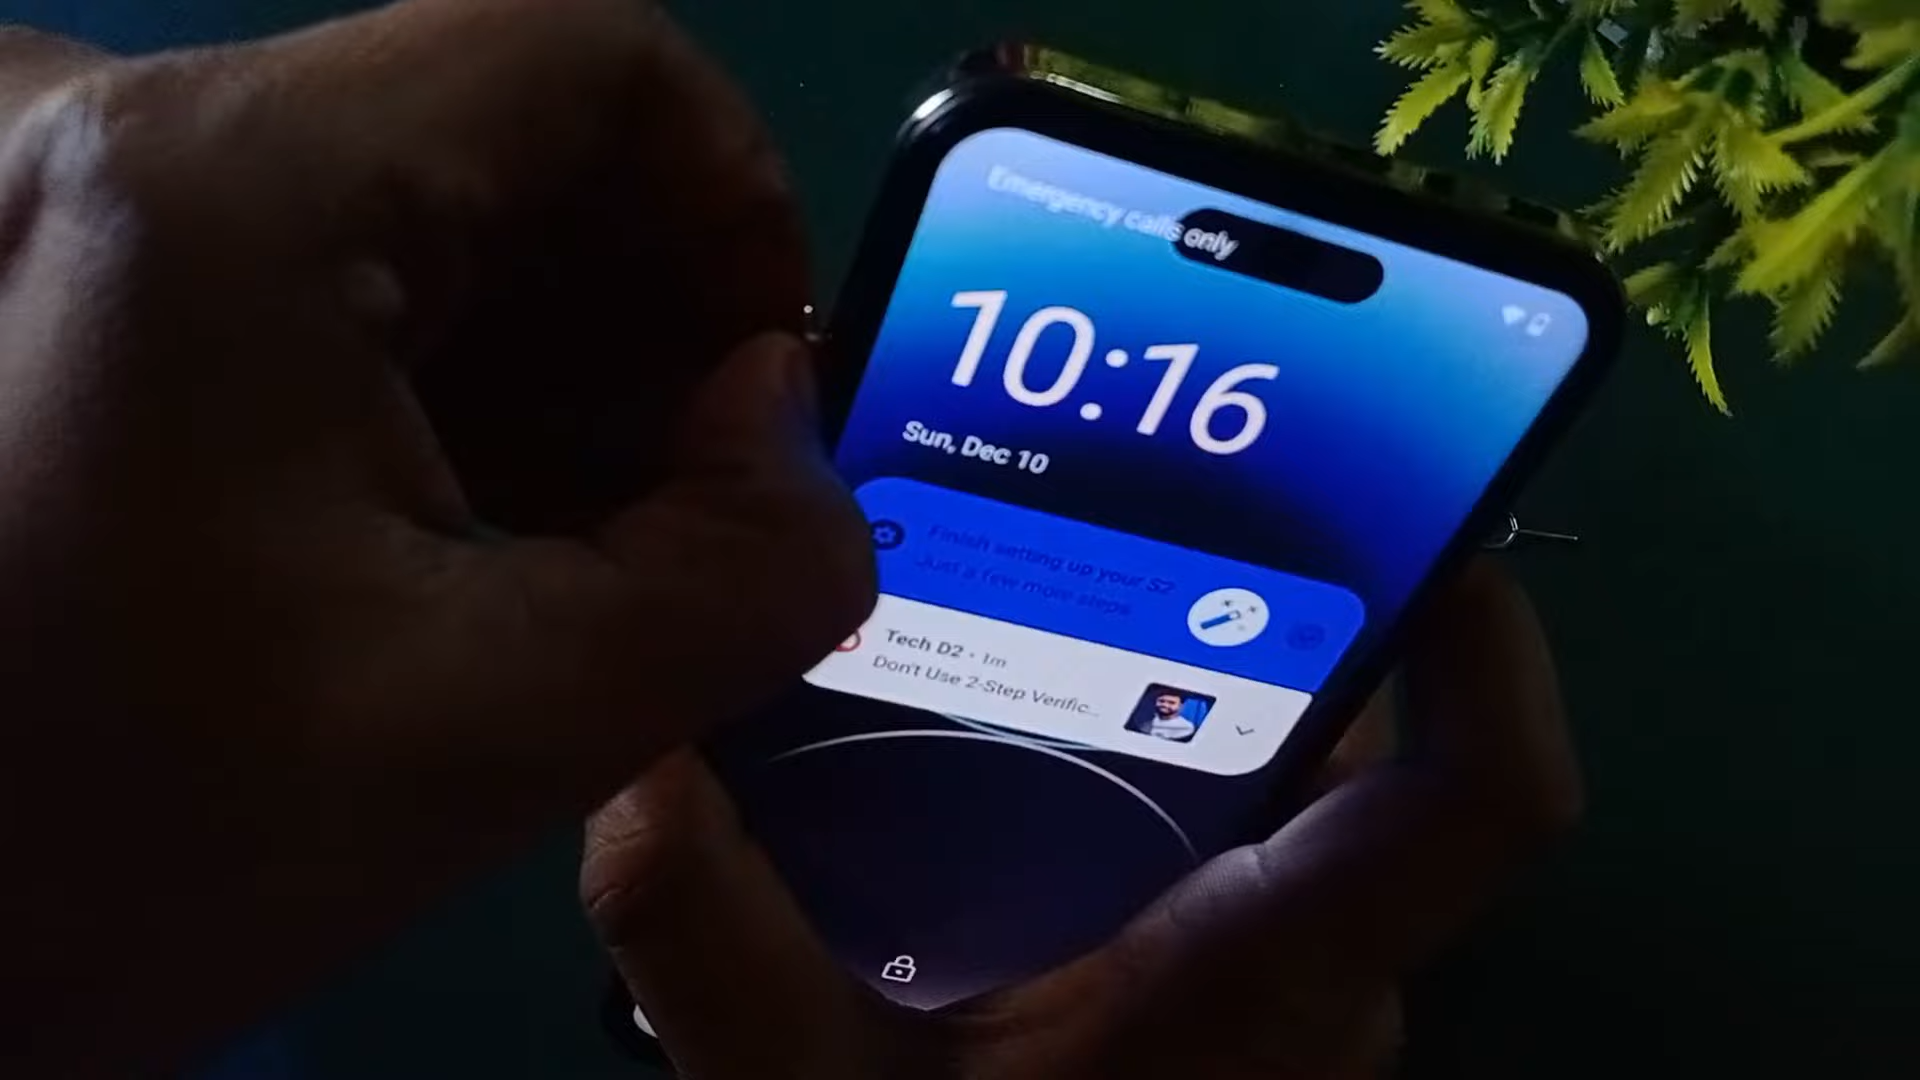 Emergency calls only
10:16
Sun, Dec 10
Finish setting up your S2
Just a few more steps
Tech D2 · 1m
Don't Use 2-Step Verific...